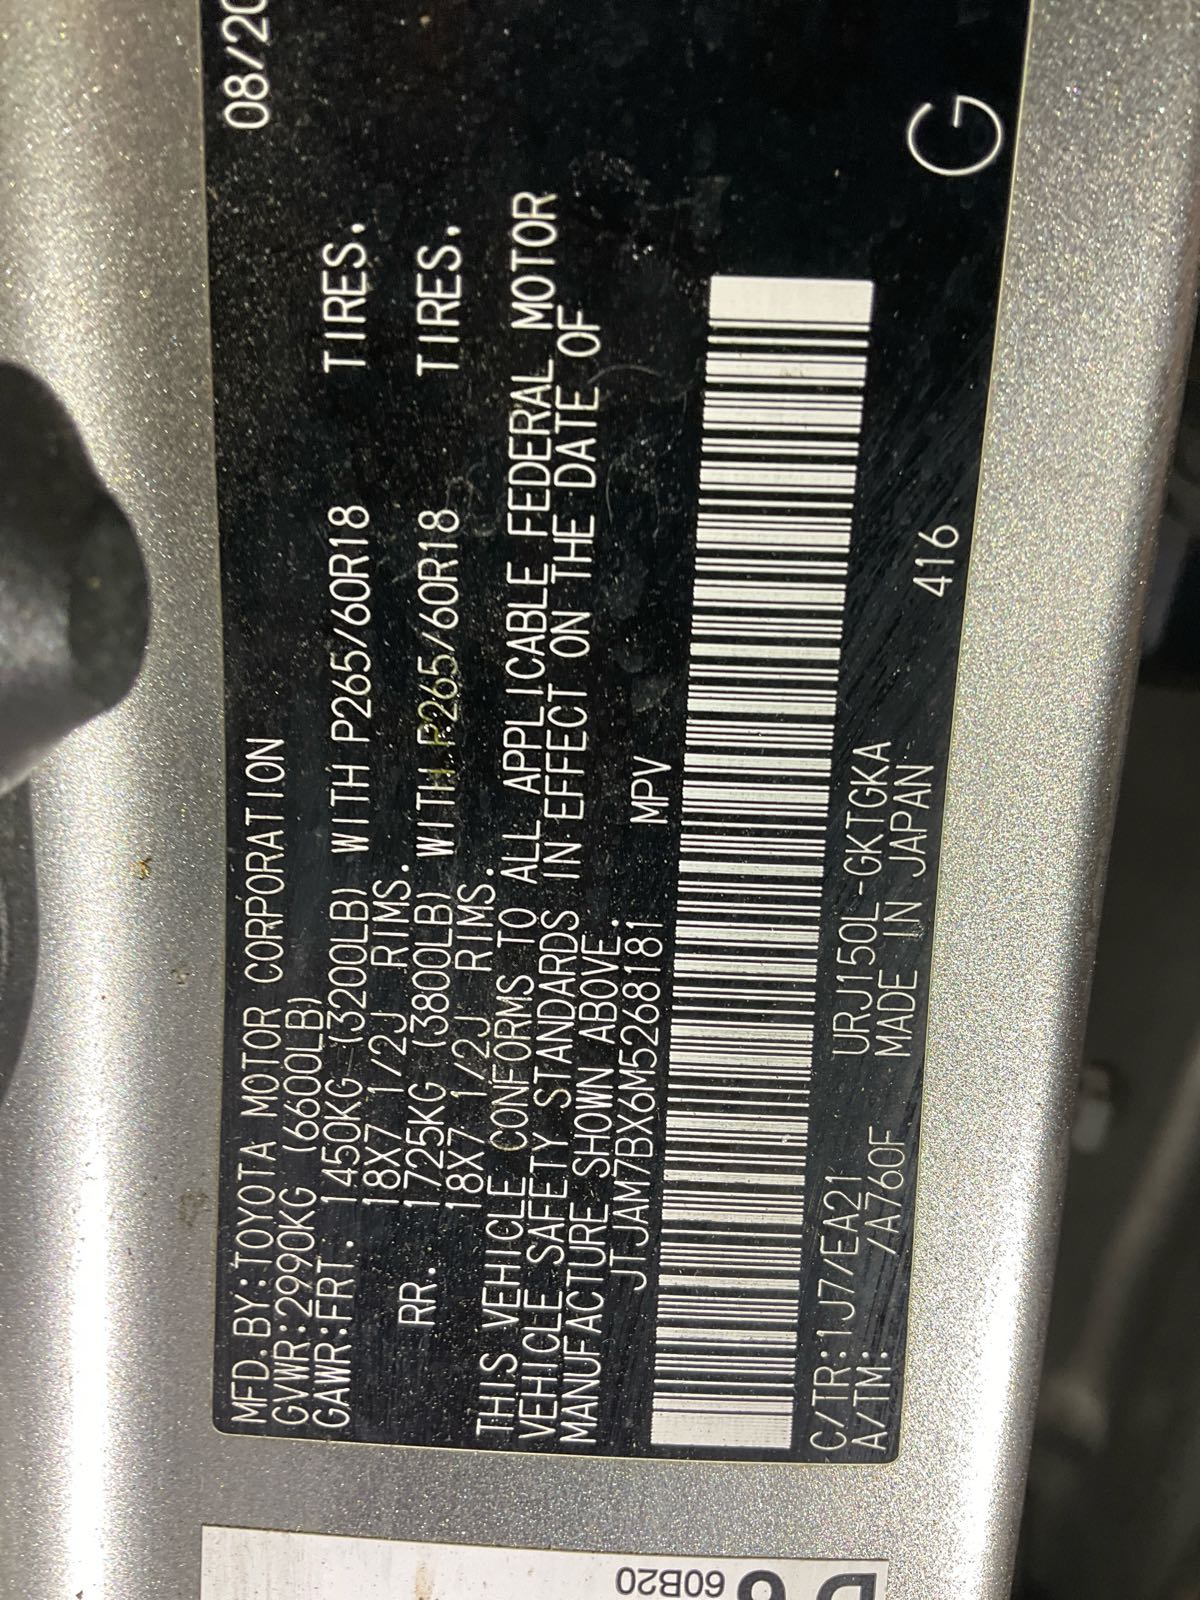 MFD.BY:TOYOTA MOTOR CORPORATION 08/20
GVWR:2990KG (6600LB)
GAWR:FRT. 1450KG (3200LB) WITH P265/60R18 TIRES.
18X7 1/2J RIMS.
RR. 1725KG (3800LB) WITH P265/60R18 TIRES.
18X7 1/2J RIMS.
THIS VEHICLE CONFORMS TO ALL APPLICABLE FEDERAL MOTOR
VEHICLE SAFETY STANDARDS IN EFFECT ON THE DATE OF
MANUFACTURE SHOWN ABOVE.
JTJAM7BX6M5268181 MPV
C/TR:1J7/EA21 URJ150L-GKTGKA 416
A/TM: /A760F MADE IN JAPAN
G
60B20